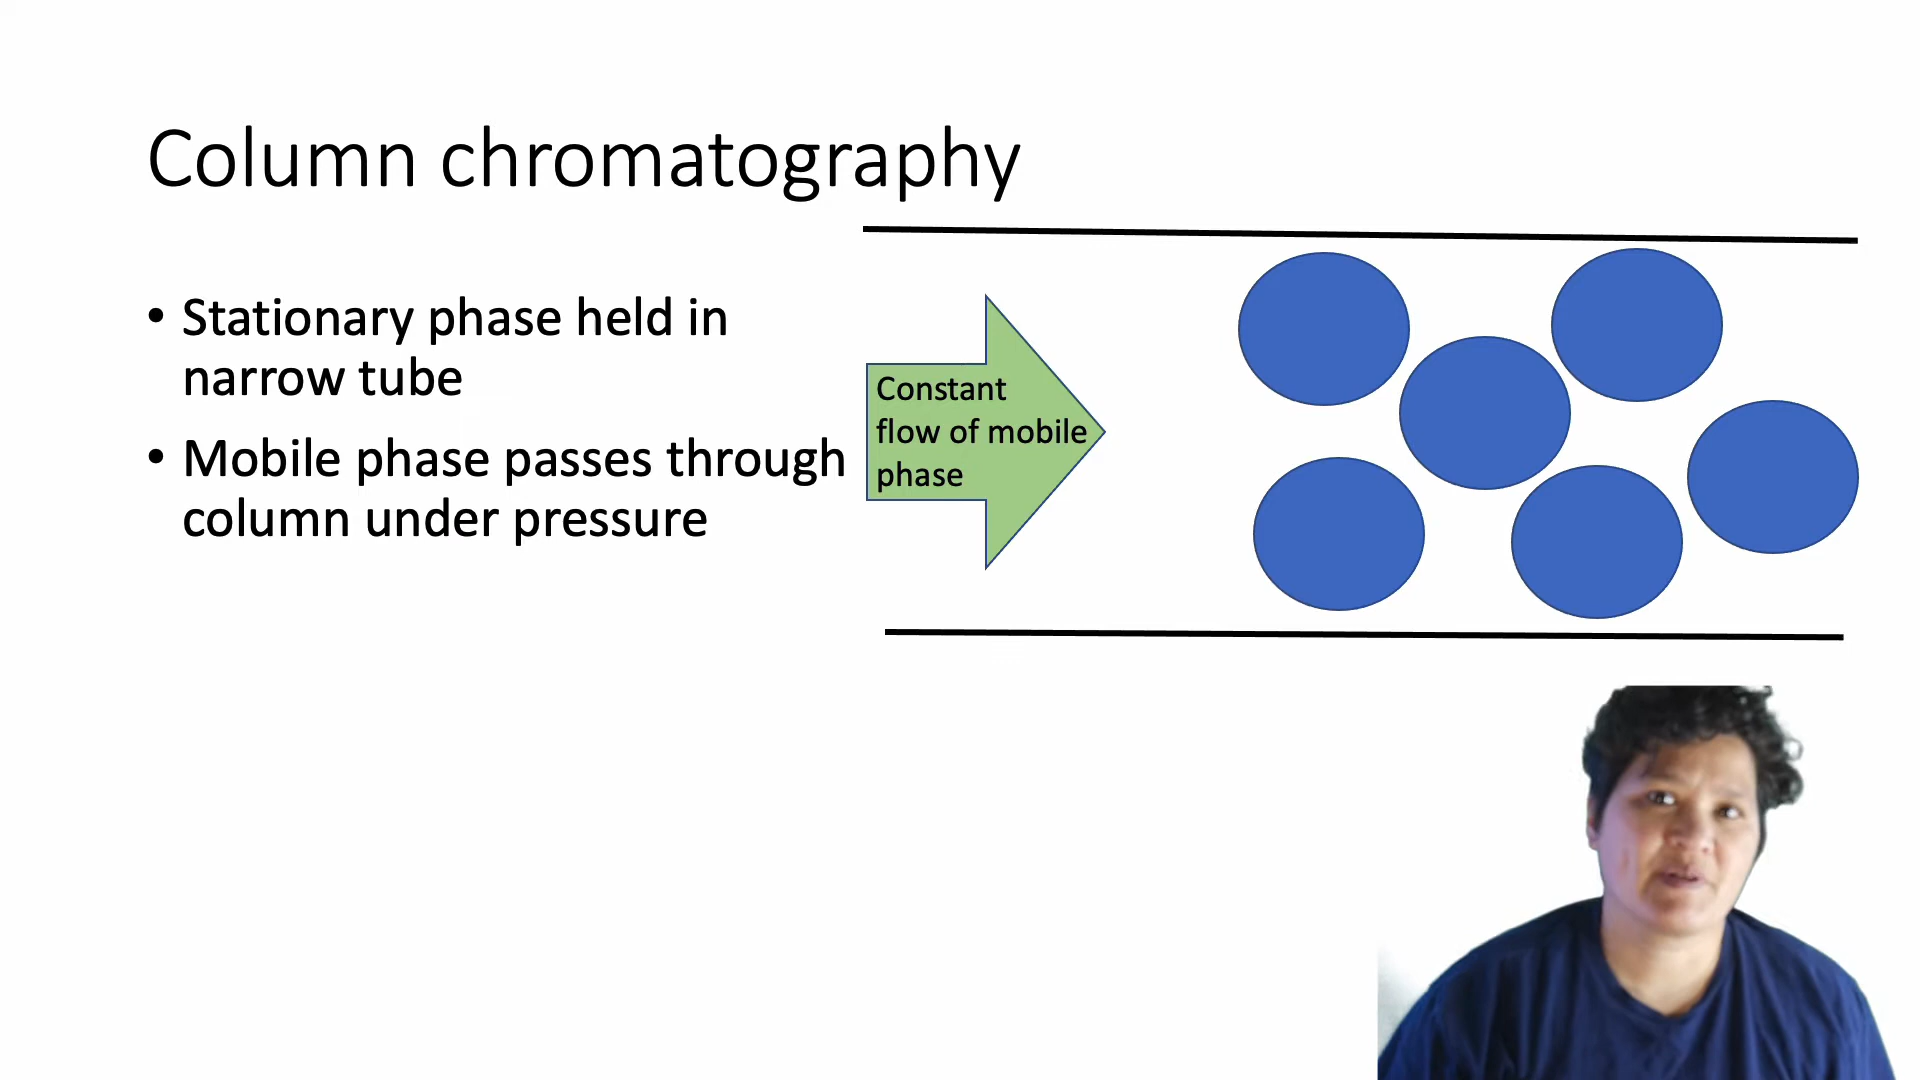 Column chromatography
• Stationary phase held in
narrow tube
• Mobile phase passes through
column under pressure
Constant
flow of mobile
phase